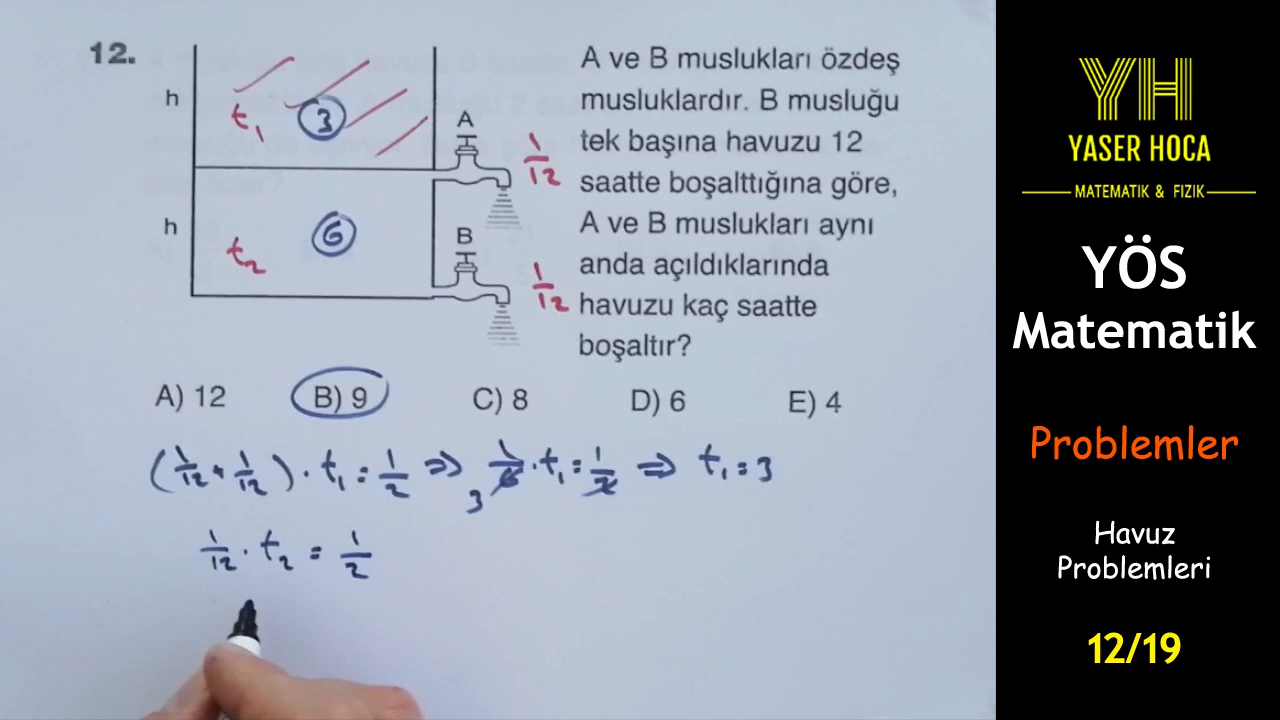 12.
A ve B muslukları özdeş
musluklardır. B musluğu
tek başına havuzu 12
saatte boşalttığına göre,
A ve B muslukları aynı
anda açıldıklarında
havuzu kaç saatte
boşaltır?
h
t₁
3
A
1/12
h
t₂
6
B
1/12
A) 12 B) 9 C) 8 D) 6 E) 4
(1/12 + 1/12) · t₁ = 1/2 ⇒ 1/6 · t₁ = 1/2 ⇒ t₁ = 3
3
1/12 · t₂ = 1/2
YH
YASER HOCA
MATEMATIK & FIZIK
YÖS
Matematik
Problemler
Havuz
Problemleri
12/19